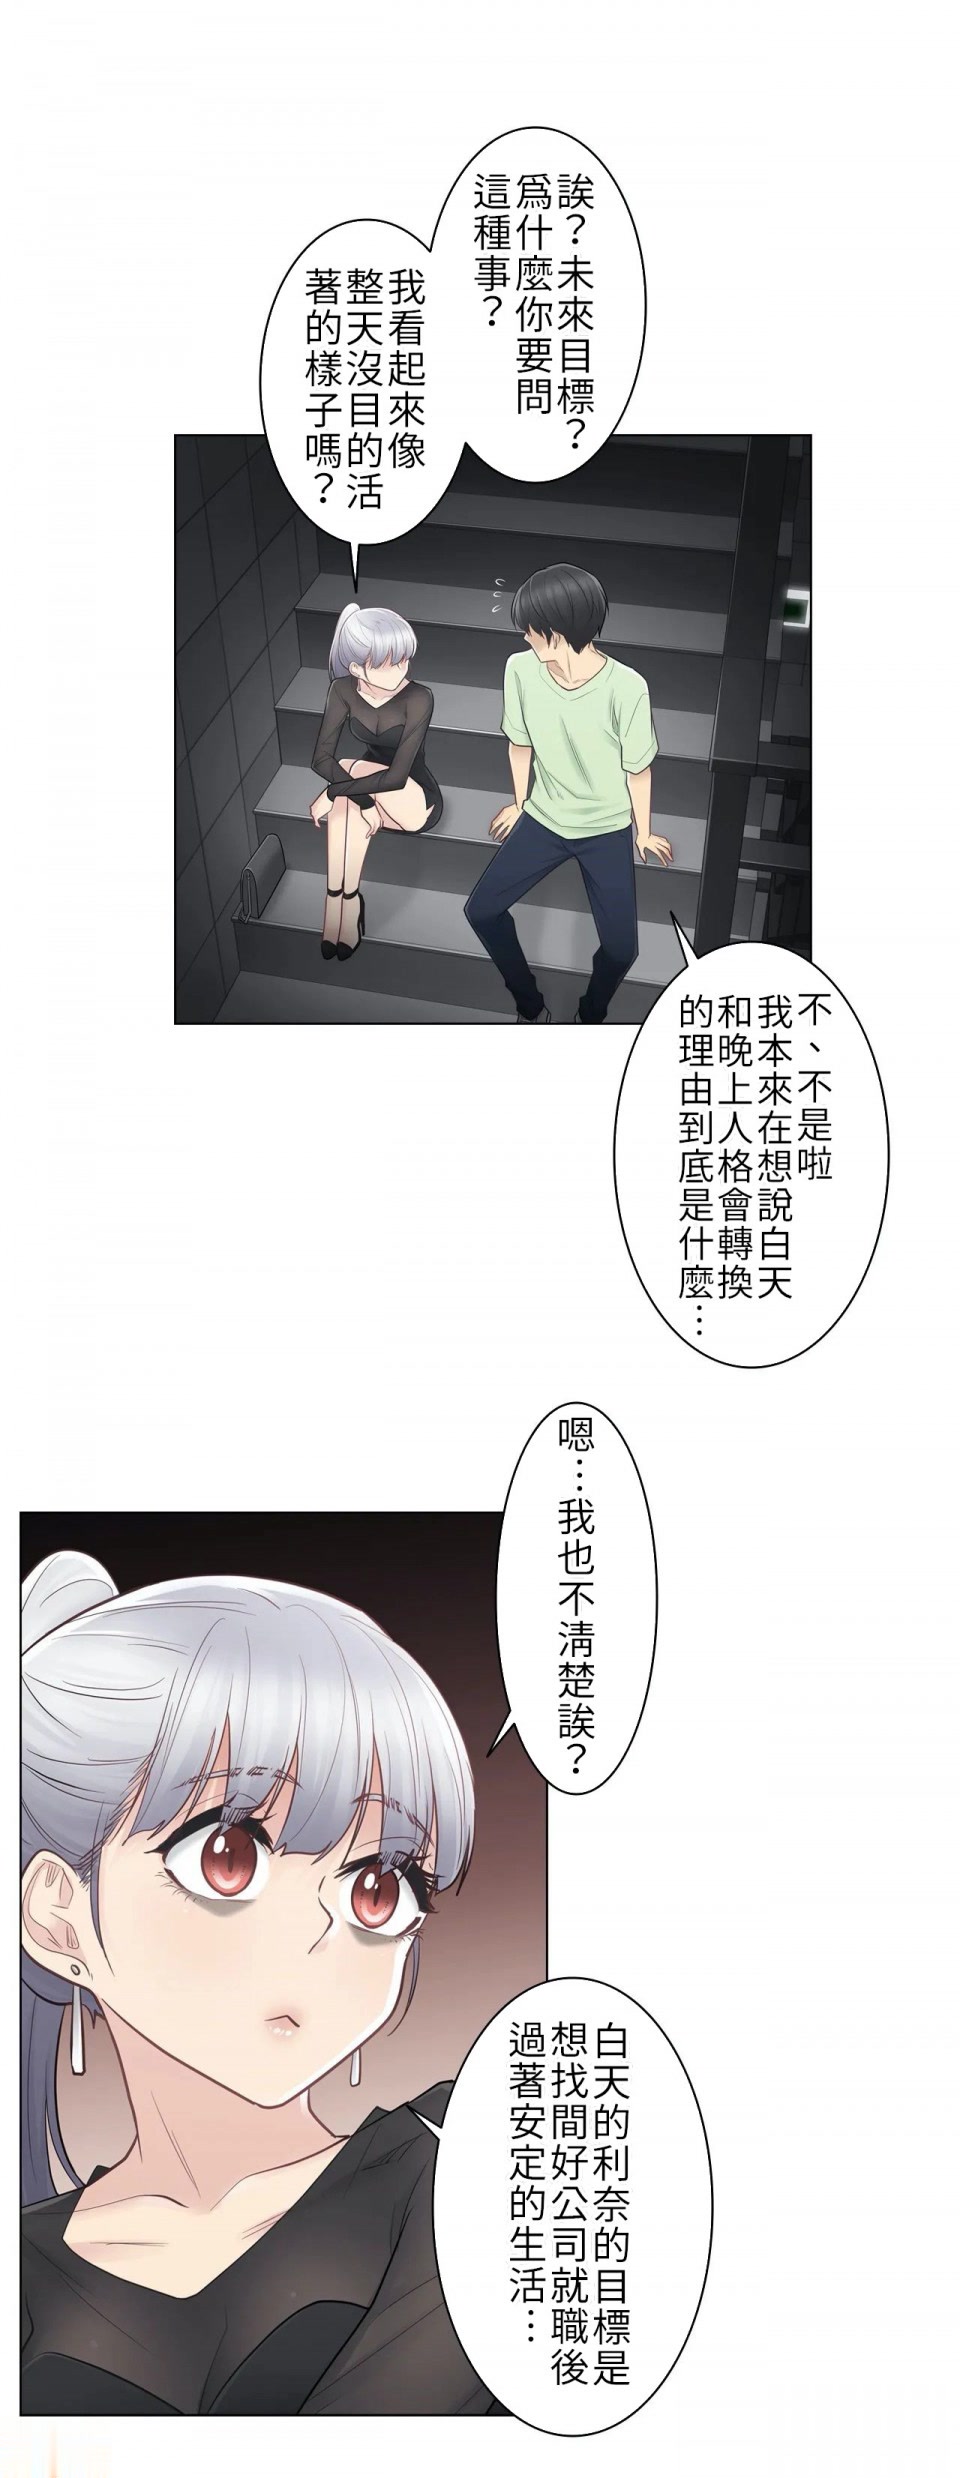 誒？未來目標？
爲什麼你要問
這種事？
我看起來像
整天沒目的活
著的樣子嗎？
不、不是啦
我本來在想說白天
和晚上人格會轉換
的理由到底是什麼…
嗯…我也不清楚誒？
白天的利奈的目標是
想找間好公司就職後
過著安定的生活…